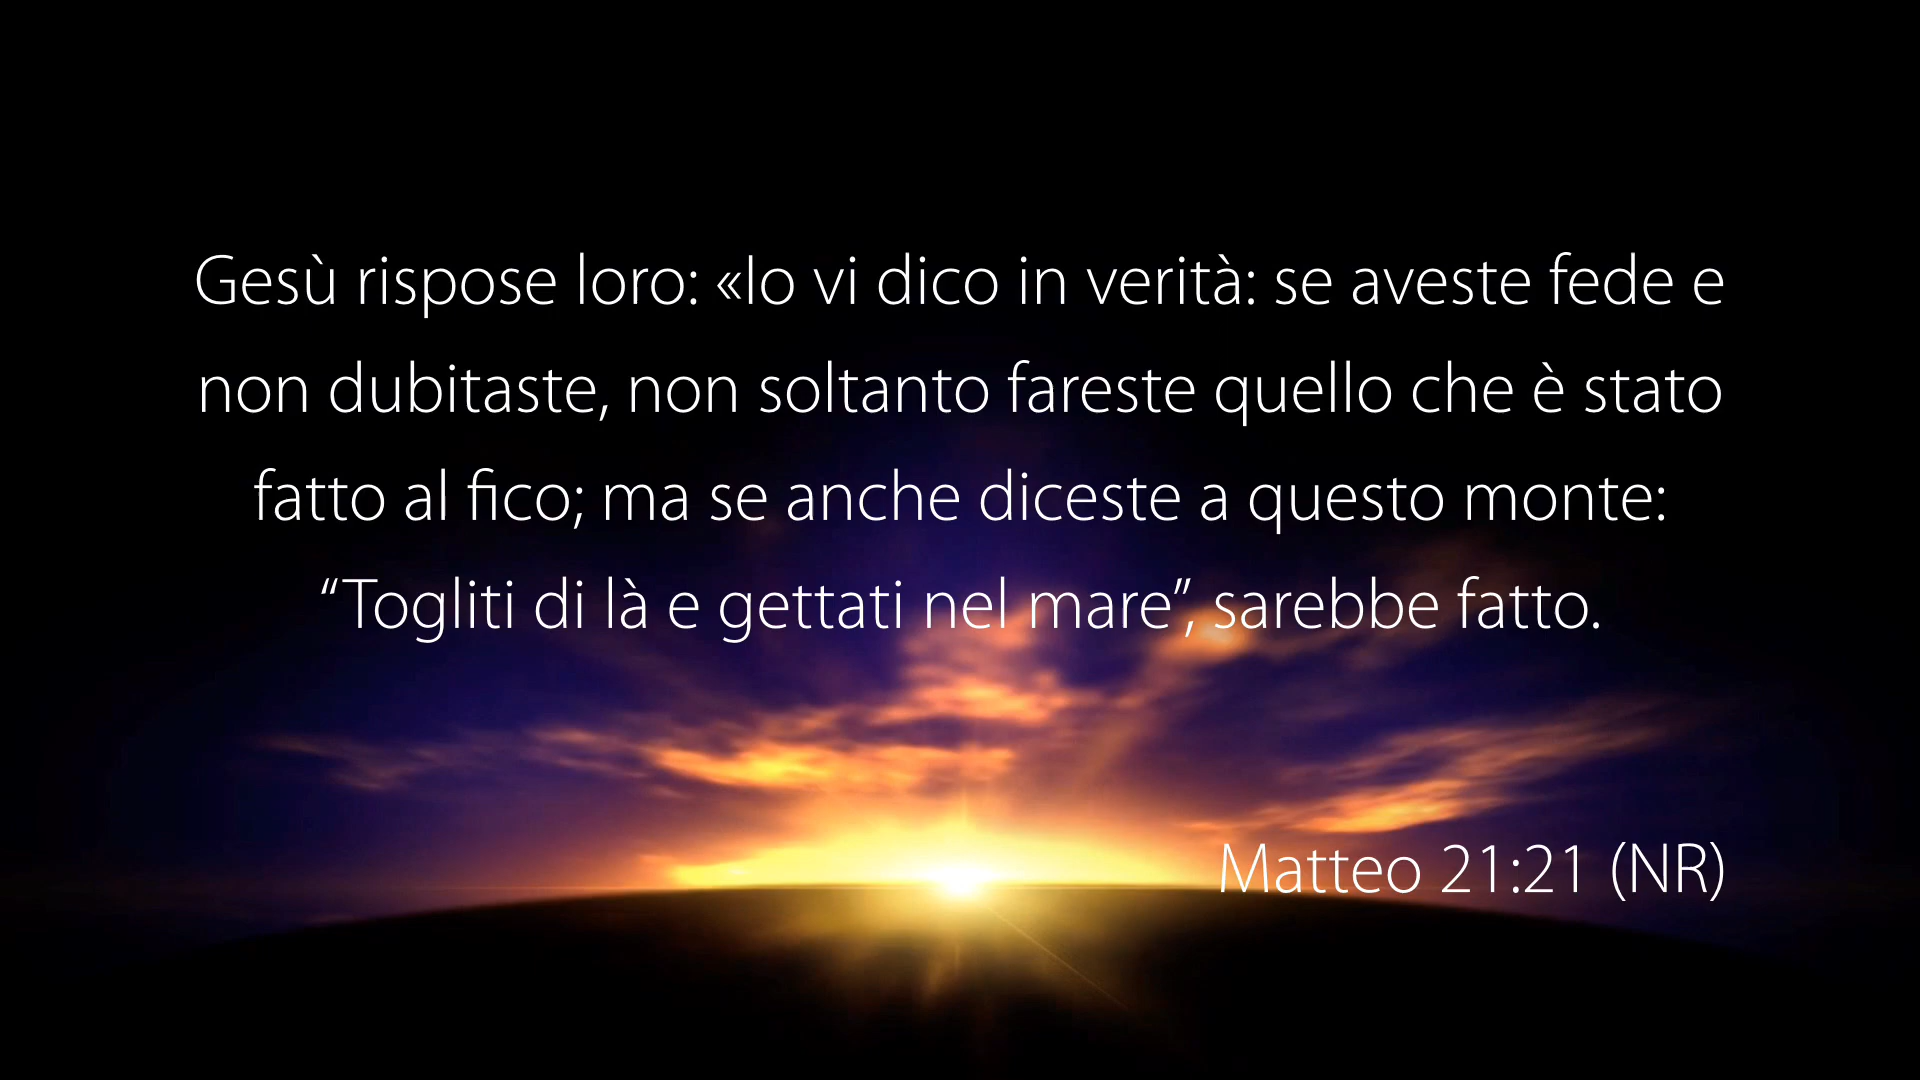 Gesù rispose loro: «Io vi dico in verità: se aveste fede e
non dubitaste, non soltanto fareste quello che è stato
fatto al fico; ma se anche diceste a questo monte:
“Togliti di là e gettati nel mare”, sarebbe fatto.
Matteo 21:21 (NR)